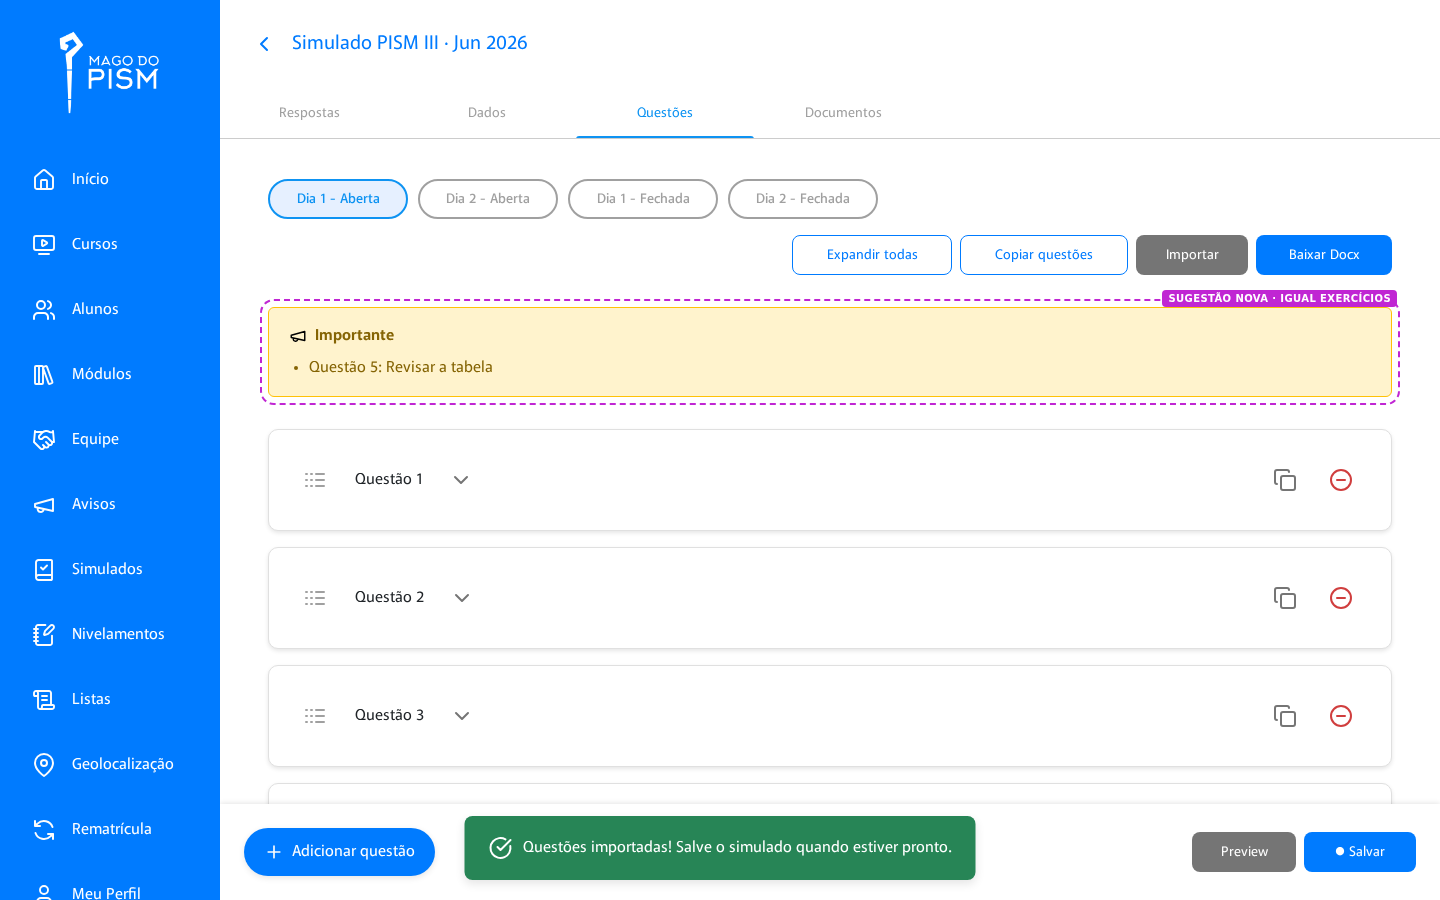 MAGO DO
PISM
Início
Cursos
Alunos
Módulos
Equipe
Avisos
Simulados
Nivelamentos
Listas
Geolocalização
Rematrícula
Meu Perfil
Simulado PISM III · Jun 2026
Respostas
Dados
Questões
Documentos
Dia 1 - Aberta
Dia 2 - Aberta
Dia 1 - Fechada
Dia 2 - Fechada
Expandir todas
Copiar questões
Importar
Baixar Docx
SUGESTÃO NOVA · IGUAL EXERCÍCIOS
Importante
• Questão 5: Revisar a tabela
Questão 1
Questão 2
Questão 3
Adicionar questão
Questões importadas! Salve o simulado quando estiver pronto.
Preview
Salvar